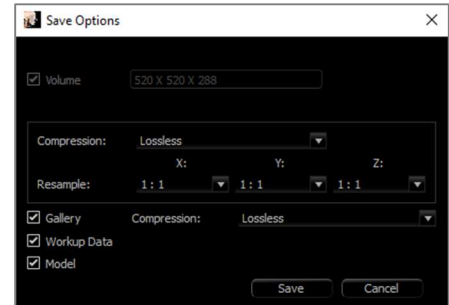 Save Options
Volume 520 X 520 X 288
Compression: Lossless
X: Y: Z:
Resample: 1 : 1 1 : 1 1 : 1
Gallery Compression: Lossless
Workup Data
Model
Save Cancel